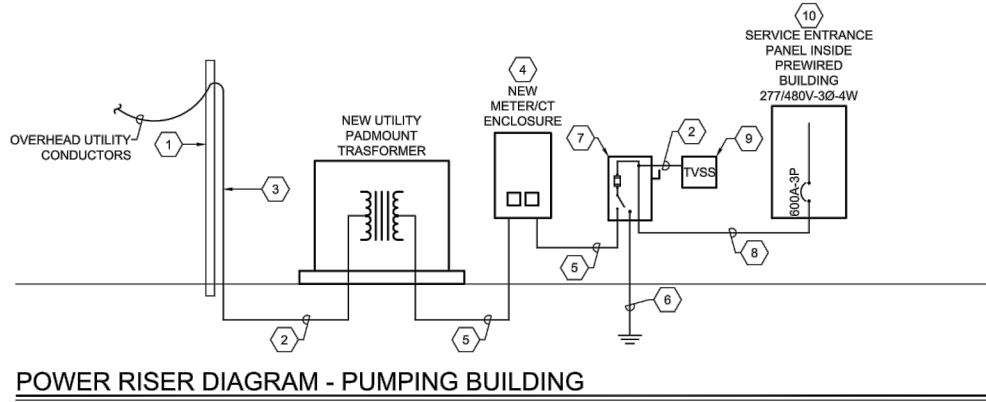 10
SERVICE ENTRANCE
PANEL INSIDE
PREWIRED
BUILDING
277/480V-3Ø-4W
4
NEW
METER/CT
ENCLOSURE
NEW UTILITY
PADMOUNT
TRASFORMER
OVERHEAD UTILITY
CONDUCTORS
1
3
7
2
9
TVSS
600A-3P
8
5
6
2
5
POWER RISER DIAGRAM - PUMPING BUILDING